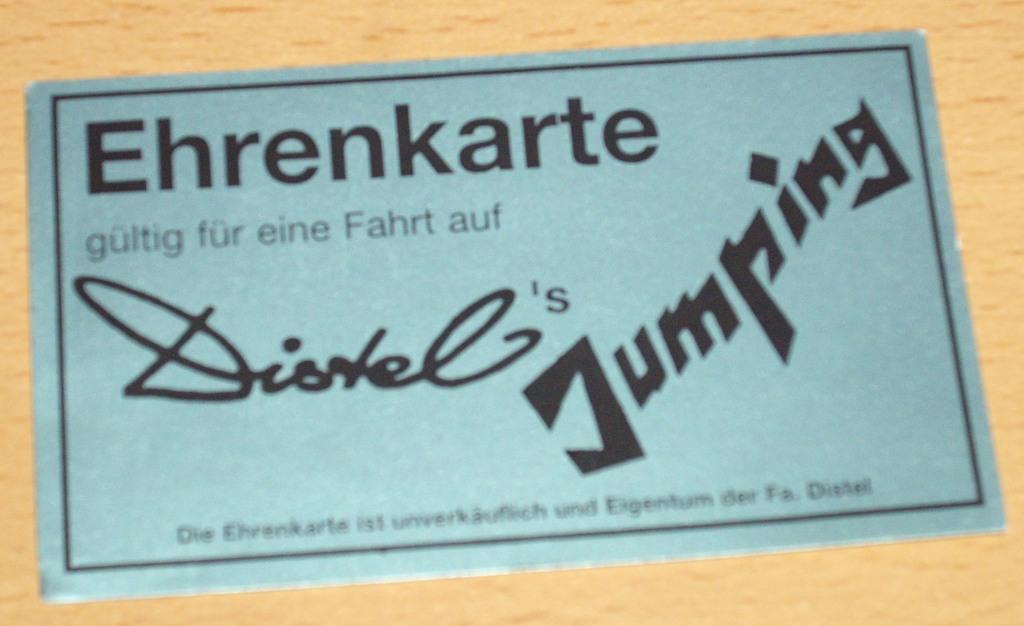 Ehrenkarte
gültig für eine Fahrt auf
Distel's Jumping
Die Ehrenkarte ist unverkäuflich und Eigentum der Fa. Distel